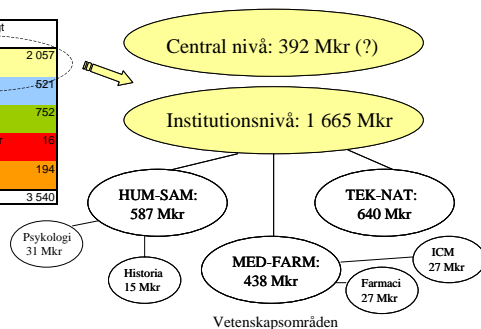 gt
2 057
521
752
r 16
194
3 540
Central nivå: 392 Mkr (?)
Institutionsnivå: 1 665 Mkr
HUM-SAM:
587 Mkr
TEK-NAT:
640 Mkr
MED-FARM:
438 Mkr
Psykologi
31 Mkr
Historia
15 Mkr
ICM
27 Mkr
Farmaci
27 Mkr
Vetenskapsområden